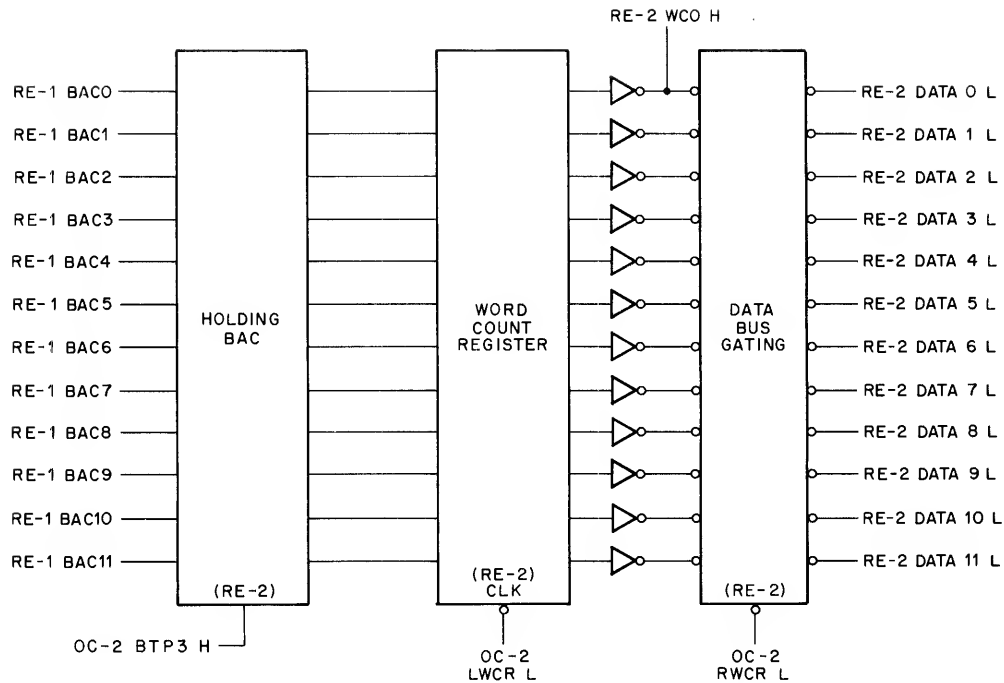 RE-2 WCO H
RE-1 BAC0
RE-1 BAC1
RE-1 BAC2
RE-1 BAC3
RE-1 BAC4
RE-1 BAC5
RE-1 BAC6
RE-1 BAC7
RE-1 BAC8
RE-1 BAC9
RE-1 BAC10
RE-1 BAC11
HOLDING
BAC
(RE-2)
OC-2 BTP3 H
WORD
COUNT
REGISTER
(RE-2)
CLK
OC-2
LWCR L
DATA
BUS
GATING
(RE-2)
OC-2
RWCR L
RE-2 DATA 0 L
RE-2 DATA 1 L
RE-2 DATA 2 L
RE-2 DATA 3 L
RE-2 DATA 4 L
RE-2 DATA 5 L
RE-2 DATA 6 L
RE-2 DATA 7 L
RE-2 DATA 8 L
RE-2 DATA 9 L
RE-2 DATA 10 L
RE-2 DATA 11 L